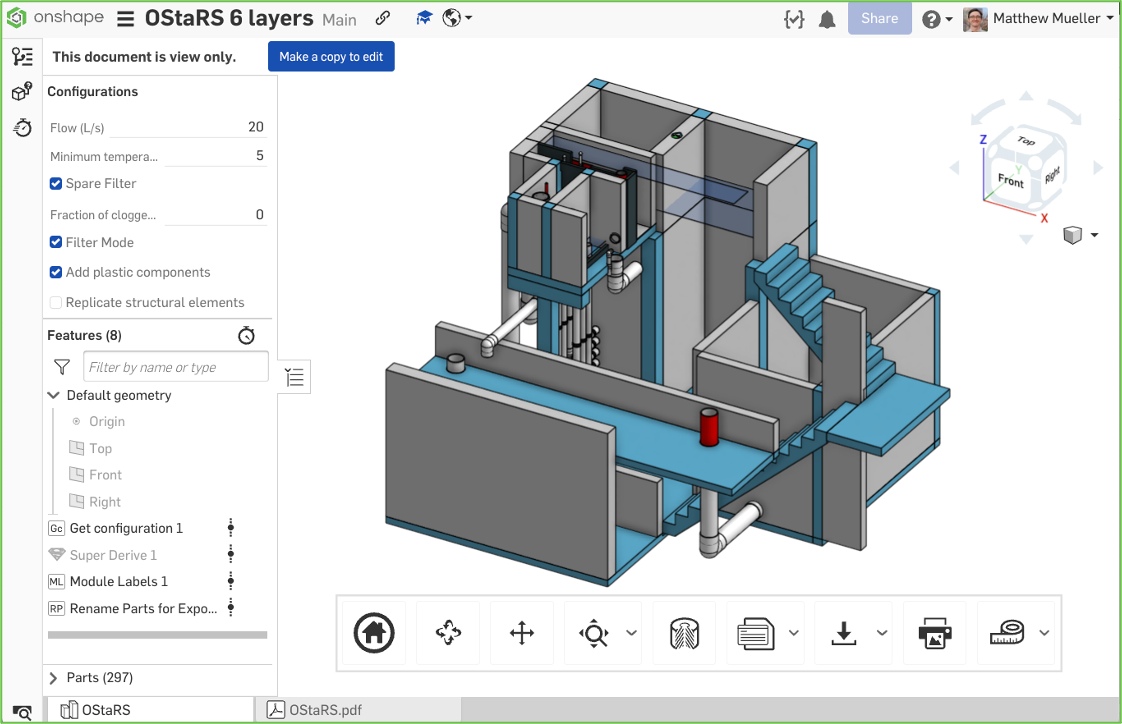 onshape OStaRS 6 layers Main Share Matthew Mueller
This document is view only. Make a copy to edit
Configurations
Flow (L/s) 20
Minimum tempera... 5
Spare Filter
Fraction of clogge... 0
Filter Mode
Add plastic components
Replicate structural elements
Features (8)
Filter by name or type
Default geometry
Origin
Top
Front
Right
Gc Get configuration 1
Super Derive 1
ML Module Labels 1
RP Rename Parts for Expo...
Parts (297)
OStaRS OStaRS.pdf
Z
Top
Y
Front Right
X